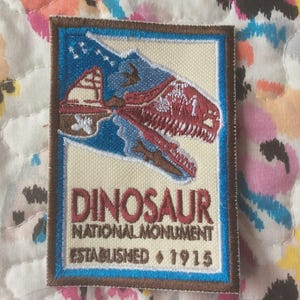 DINOSAUR
NATIONAL MONUMENT
ESTABLISHED ♦ 1915